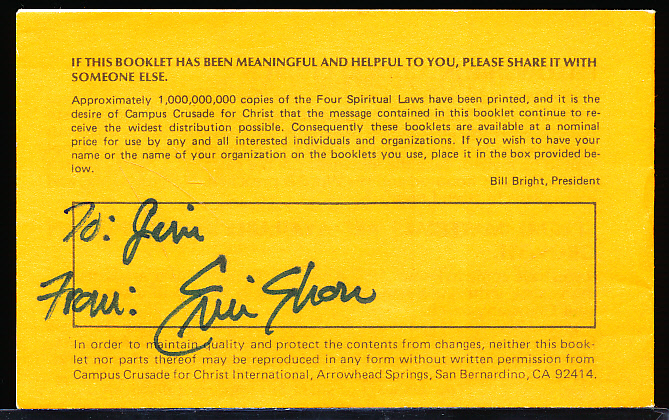 IF THIS BOOKLET HAS BEEN MEANINGFUL AND HELPFUL TO YOU, PLEASE SHARE IT WITH
SOMEONE ELSE.
Approximately 1,000,000,000 copies of the Four Spiritual Laws have been printed, and it is the
desire of Campus Crusade for Christ that the message contained in this booklet continue to re-
ceive the widest distribution possible. Consequently these booklets are available at a nominal
price for use by any and all interested individuals and organizations. If you wish to have your
name or the name of your organization on the booklets you use, place it in the box provided be-
low.
Bill Bright, President
To: Jim
From: Eric Show
In order to maintain quality and protect the contents from changes, neither this book-
let nor parts thereof may be reproduced in any form without written permission from
Campus Crusade for Christ International, Arrowhead Springs, San Bernardino, CA 92414.